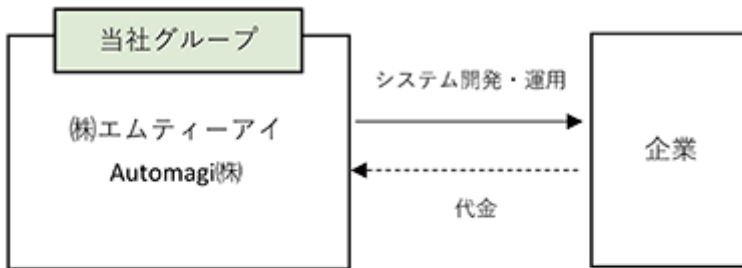 当社グループ
㈱エムティーアイ
Automagi㈱
システム開発・運用
代金
企業